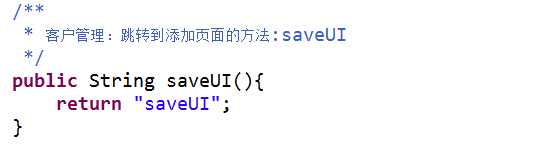 /**
 * 客户管理：跳转到添加页面的方法:saveUI
 */
public String saveUI(){
    return "saveUI";
}